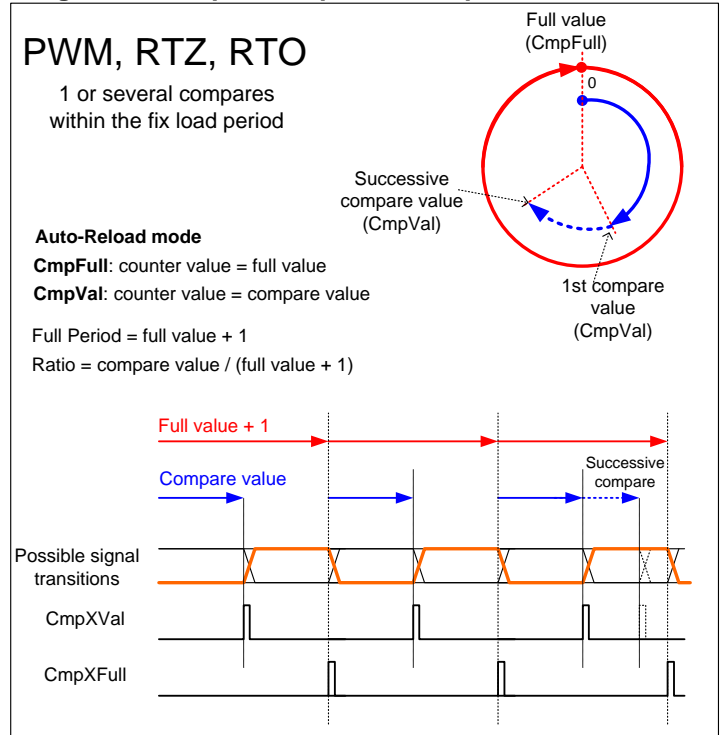 PWM, RTZ, RTO
1 or several compares
within the fix load period
Full value
(CmpFull)
0
Successive
compare value
(CmpVal)
1st compare
value
(CmpVal)
Auto-Reload mode
CmpFull: counter value = full value
CmpVal: counter value = compare value
Full Period = full value + 1
Ratio = compare value / (full value + 1)
Full value + 1
Compare value
Successive
compare
Possible signal
transitions
CmpXVal
CmpXFull